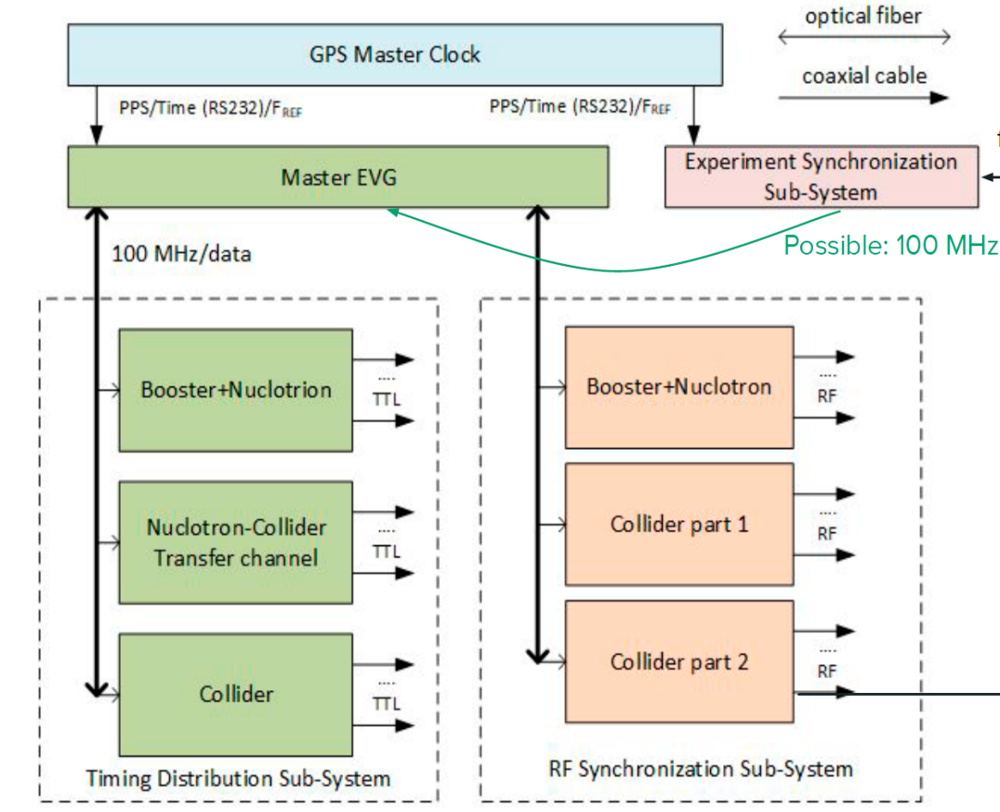 optical fiber
GPS Master Clock
coaxial cable
PPS/Time (RS232)/FREF
PPS/Time (RS232)/FREF
Master EVG
Experiment Synchronization
Sub-System
100 MHz/data
Possible: 100 MHz
Booster+Nuclotrion
....
TTL
Nuclotron-Collider
Transfer channel
....
TTL
Collider
....
TTL
Timing Distribution Sub-System
Booster+Nuclotron
....
RF
Collider part 1
....
RF
Collider part 2
....
RF
RF Synchronization Sub-System